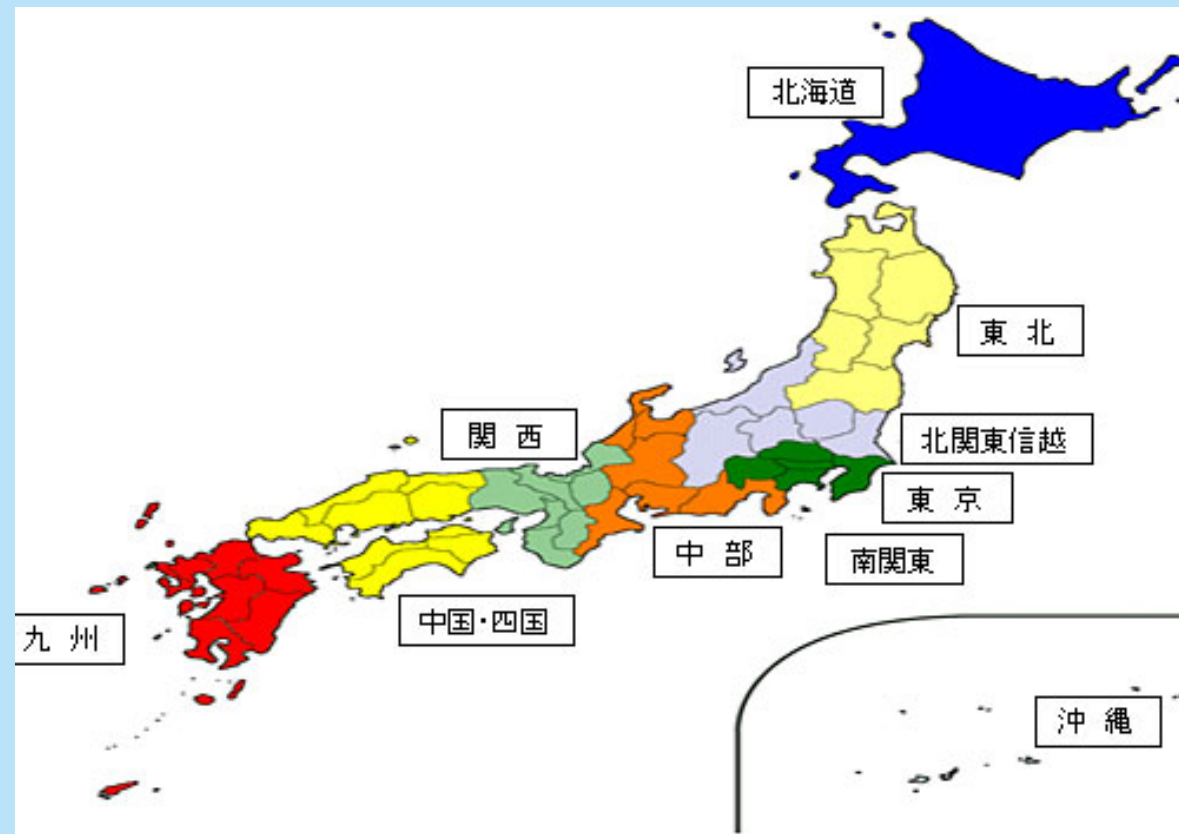 北海道
東 北
関 西
北関東信越
東 京
中 部
南関東
中国・四国
九 州
沖 縄